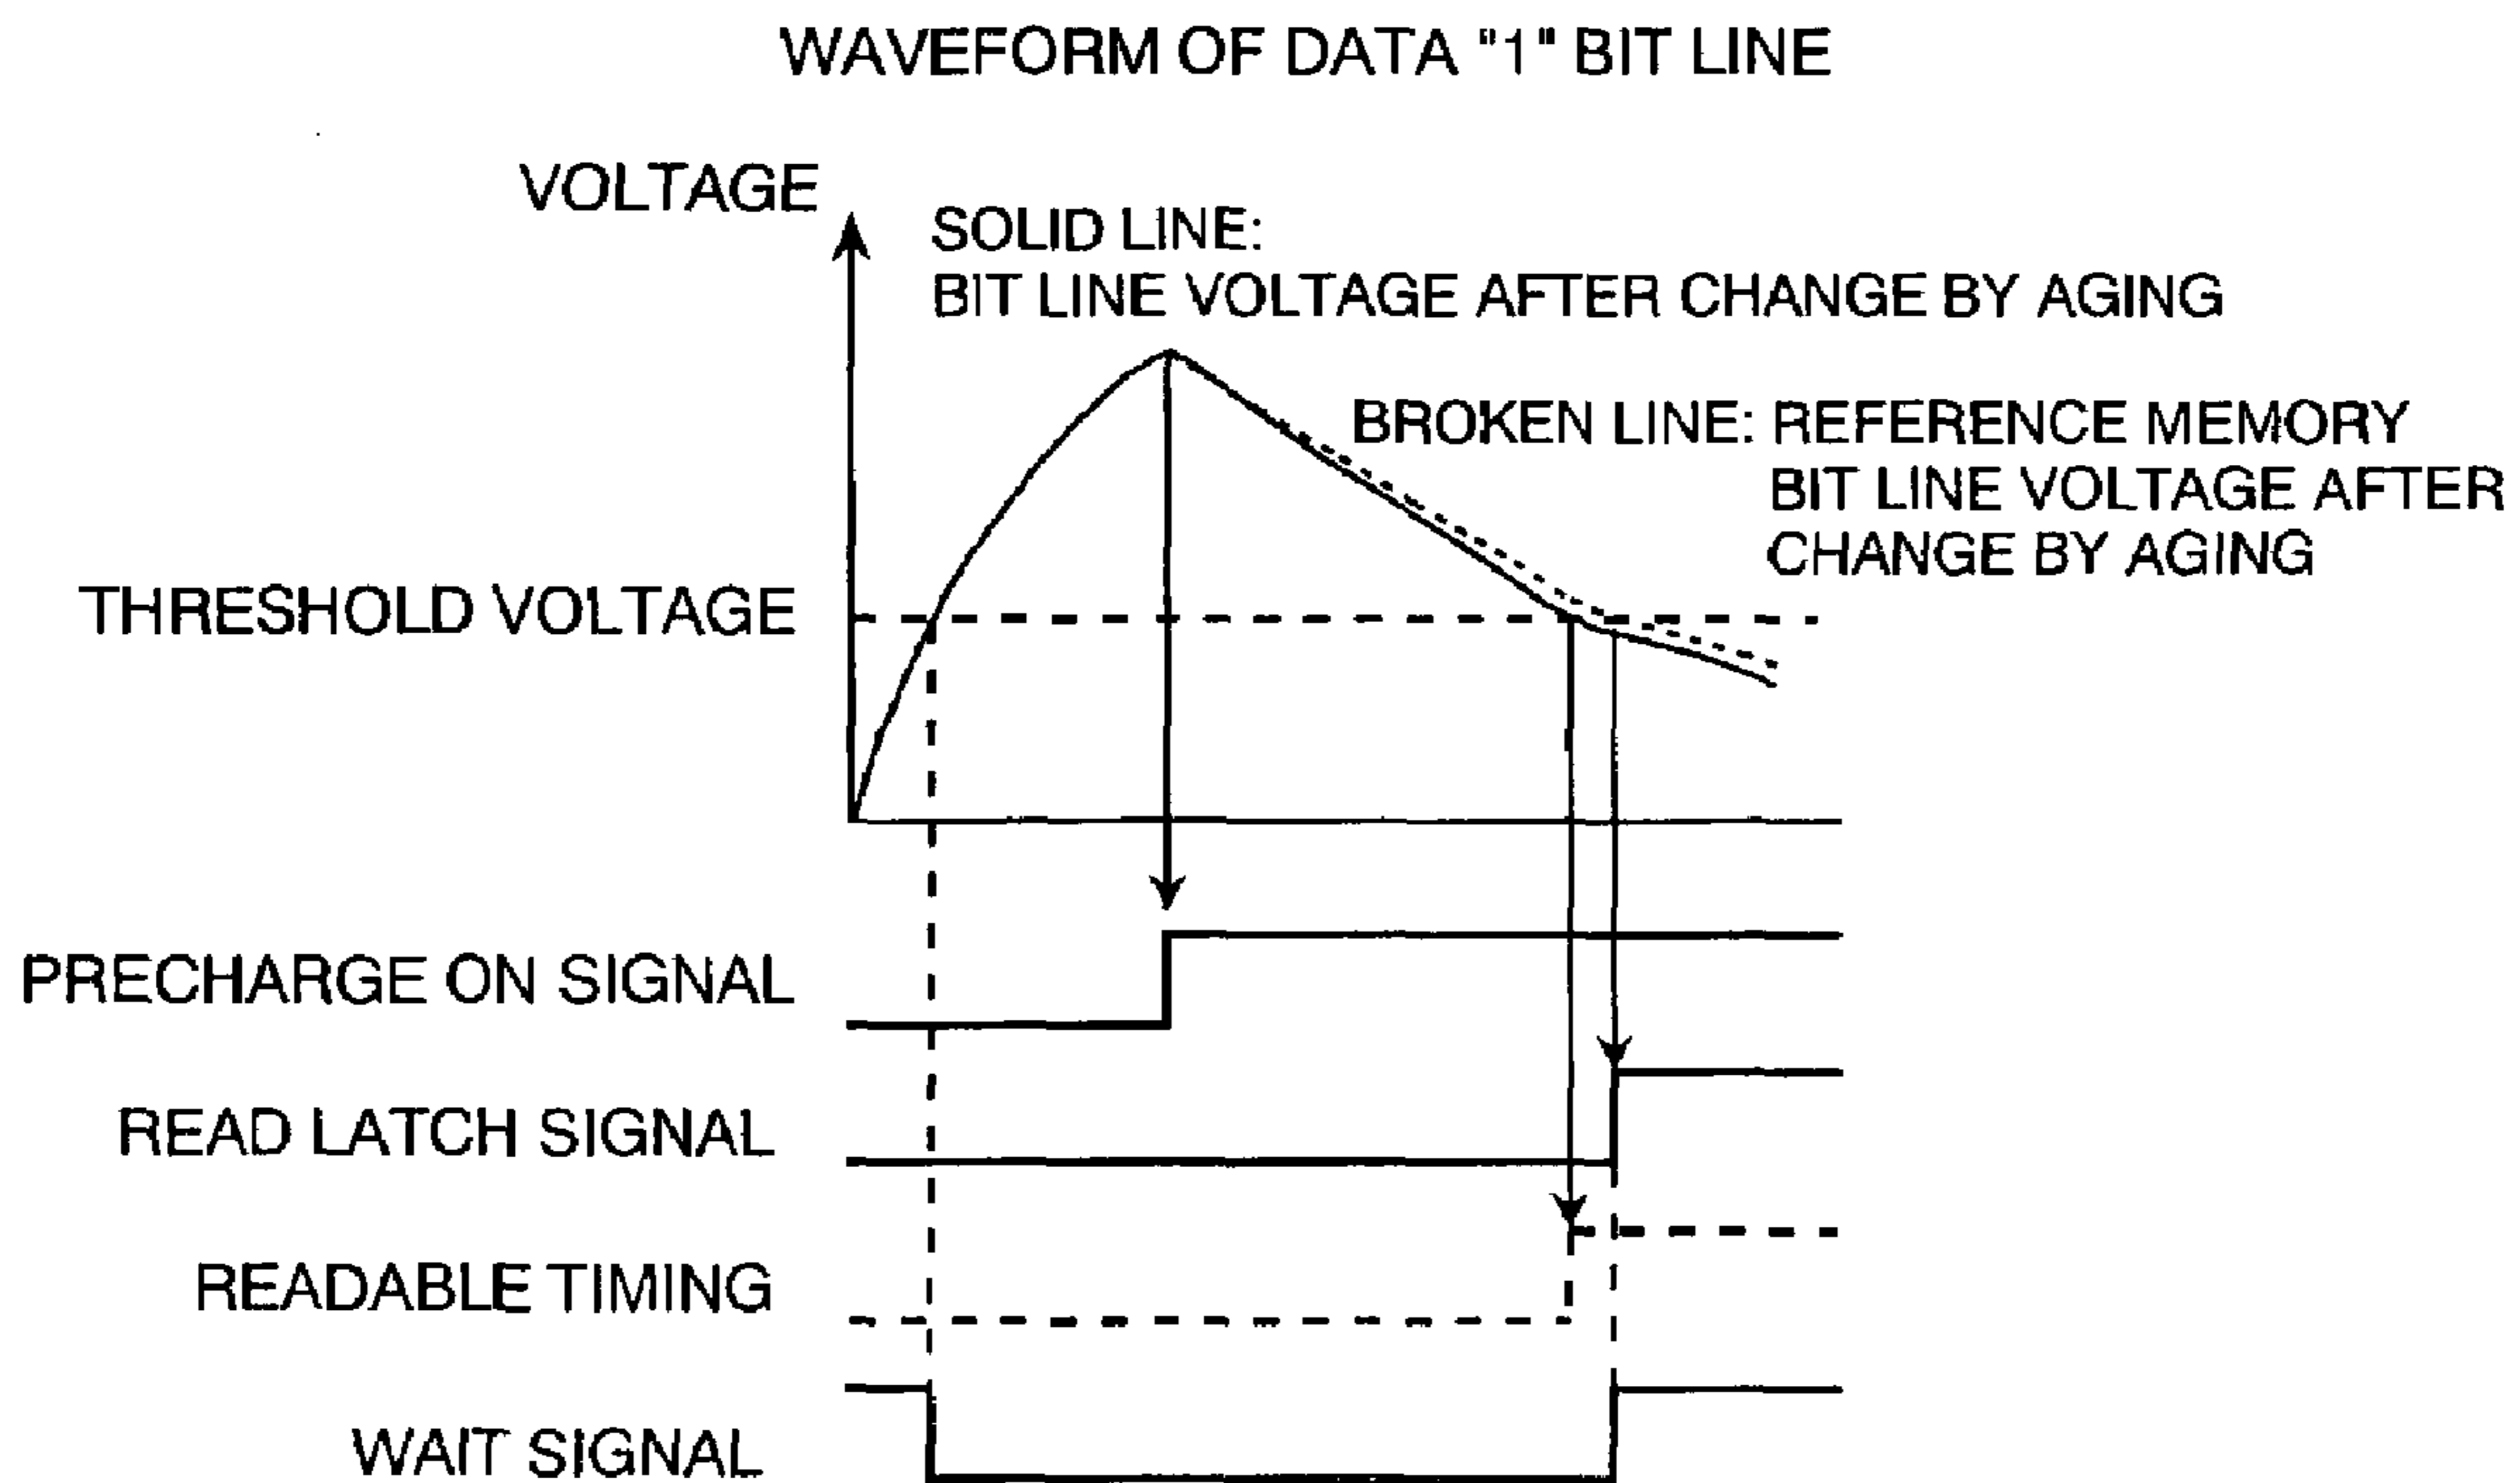 WAVEFORM OF DATA "1" BIT LINE
VOLTAGE
SOLID LINE:
BIT LINE VOLTAGE AFTER CHANGE BY AGING
BROKEN LINE: REFERENCE MEMORY
BIT LINE VOLTAGE AFTER
CHANGE BY AGING
THRESHOLD VOLTAGE
PRECHARGE ON SIGNAL
READ LATCH SIGNAL
READABLE TIMING
WAIT SIGNAL